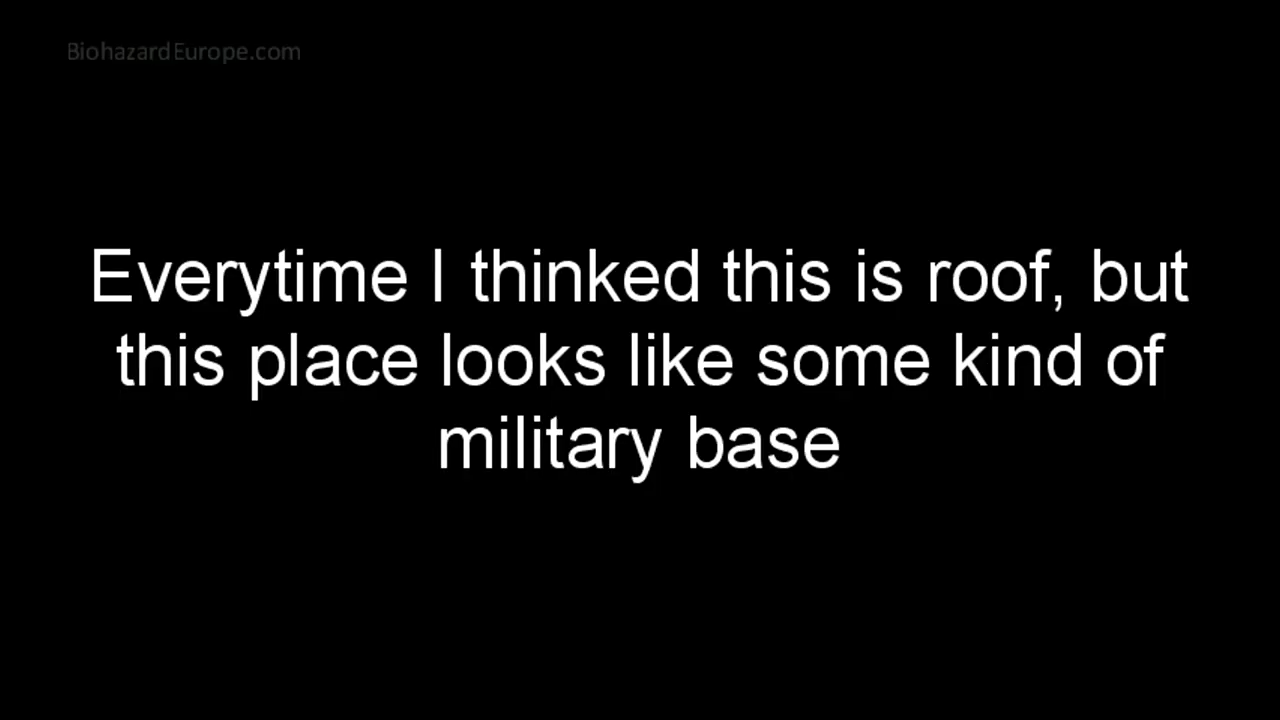 BiohazardEurope.com
Everytime I thinked this is roof, but
this place looks like some kind of
military base